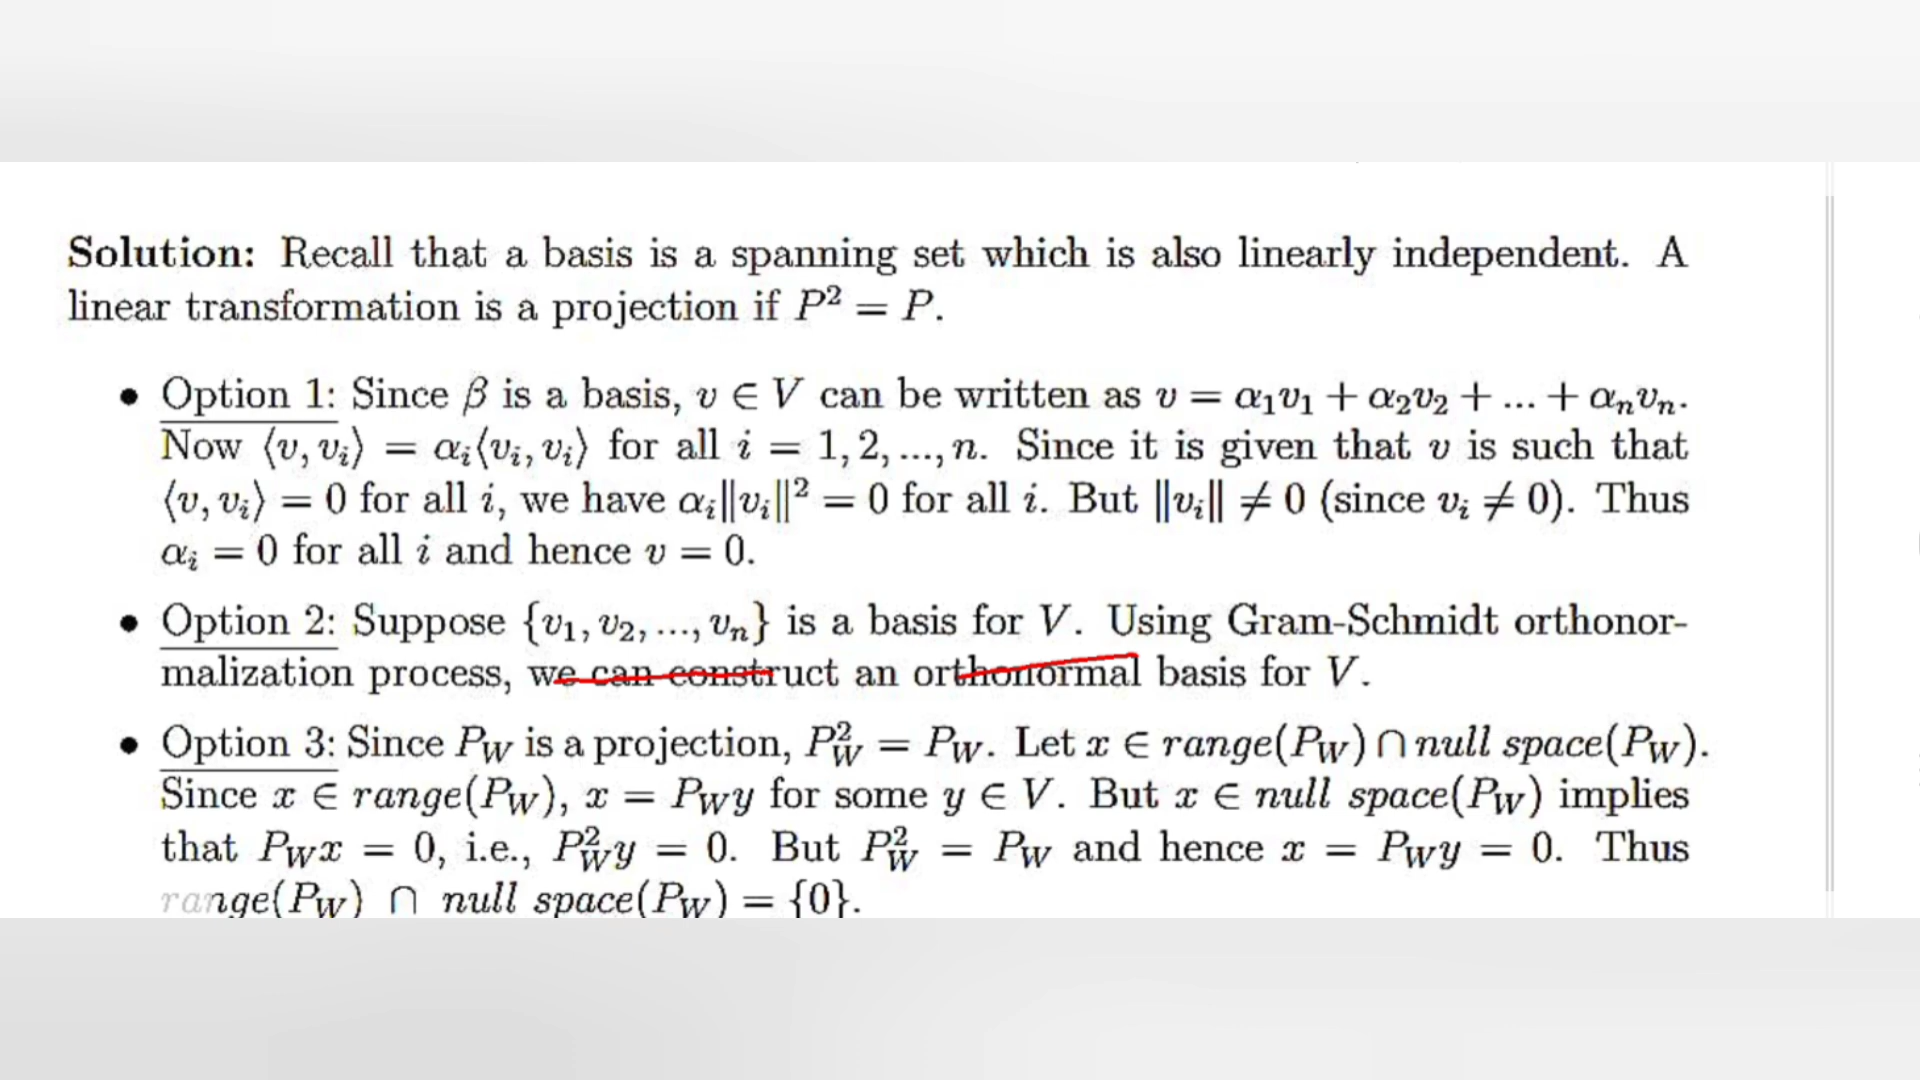 Solution: Recall that a basis is a spanning set which is also linearly independent. A
linear transformation is a projection if P² = P.
• Option 1: Since β is a basis, v ∈ V can be written as v = α₁v₁ + α₂v₂ + ... + αₙvₙ.
Now ⟨v, vᵢ⟩ = αᵢ⟨vᵢ, vᵢ⟩ for all i = 1, 2, ..., n. Since it is given that v is such that
⟨v, vᵢ⟩ = 0 for all i, we have αᵢ‖vᵢ‖² = 0 for all i. But ‖vᵢ‖ ≠ 0 (since vᵢ ≠ 0). Thus
αᵢ = 0 for all i and hence v = 0.
• Option 2: Suppose {v₁, v₂, ..., vₙ} is a basis for V. Using Gram-Schmidt orthonor-
malization process, we can construct an orthonormal basis for V.
• Option 3: Since P_W is a projection, P_W² = P_W. Let x ∈ range(P_W) ∩ null space(P_W).
Since x ∈ range(P_W), x = P_W y for some y ∈ V. But x ∈ null space(P_W) implies
that P_W x = 0, i.e., P_W² y = 0. But P_W² = P_W and hence x = P_W y = 0. Thus
range(P_W) ∩ null space(P_W) = {0}.